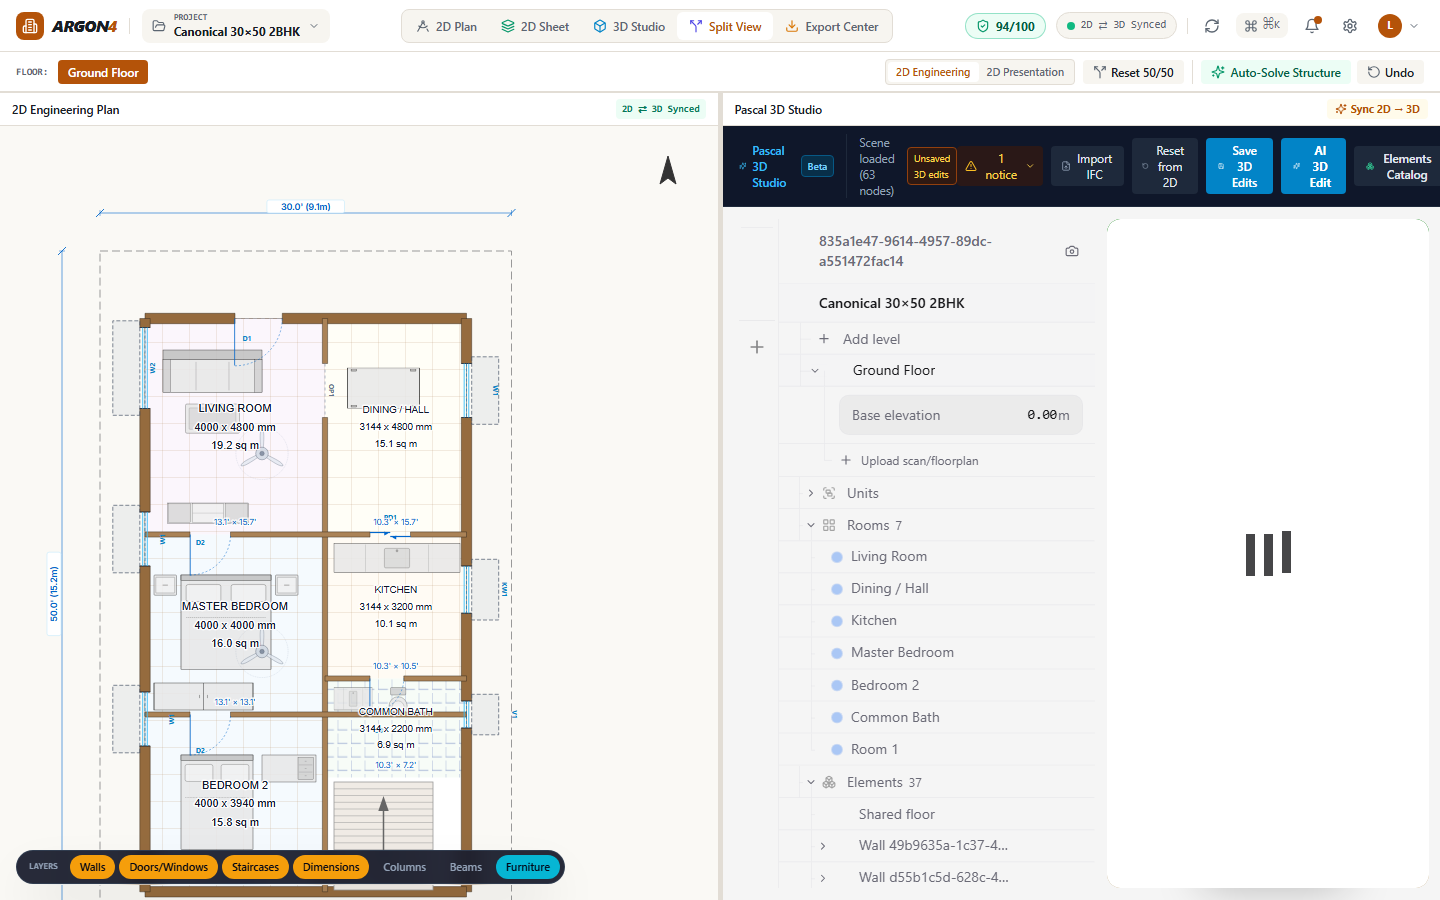 ARGON4
PROJECT
Canonical 30×50 2BHK
2D Plan
2D Sheet
3D Studio
Split View
Export Center
94/100
2D ⇄ 3D Synced
⌘ ⌘K
L
FLOOR:
Ground Floor
2D Engineering
2D Presentation
Reset 50/50
Auto-Solve Structure
Undo
2D Engineering Plan
2D ⇄ 3D Synced
30.0' (9.1m)
50.0' (15.2m)
D1
W2
OP1
W1
LIVING ROOM
4000 x 4800 mm
19.2 sq m
DINING / HALL
3144 x 4800 mm
15.1 sq m
13.1' × 15.7'
10.3' × 15.7'
W1
D2
KITCHEN
3144 x 3200 mm
10.1 sq m
KW1
MASTER BEDROOM
4000 x 4000 mm
16.0 sq m
10.3' × 10.5'
13.1' × 13.1'
W1
COMMON BATH
3144 x 2200 mm
6.9 sq m
V1
D2
10.3' × 7.2'
BEDROOM 2
4000 x 3940 mm
15.8 sq m
LAYERS
Walls
Doors/Windows
Staircases
Dimensions
Columns
Beams
Furniture
Pascal 3D Studio
Sync 2D → 3D
Pascal
3D
Studio
Beta
Scene
loaded
(63
nodes)
Unsaved
3D edits
1
notice
Import
IFC
Reset
from
2D
Save
3D
Edits
AI
3D
Edit
Elements
Catalog
835a1e47-9614-4957-89dc-
a551472fac14
Canonical 30×50 2BHK
Add level
Ground Floor
Base elevation
0.00m
Upload scan/floorplan
Units
Rooms 7
Living Room
Dining / Hall
Kitchen
Master Bedroom
Bedroom 2
Common Bath
Room 1
Elements 37
Shared floor
Wall 49b9635a-1c37-4...
Wall d55b1c5d-628c-4...